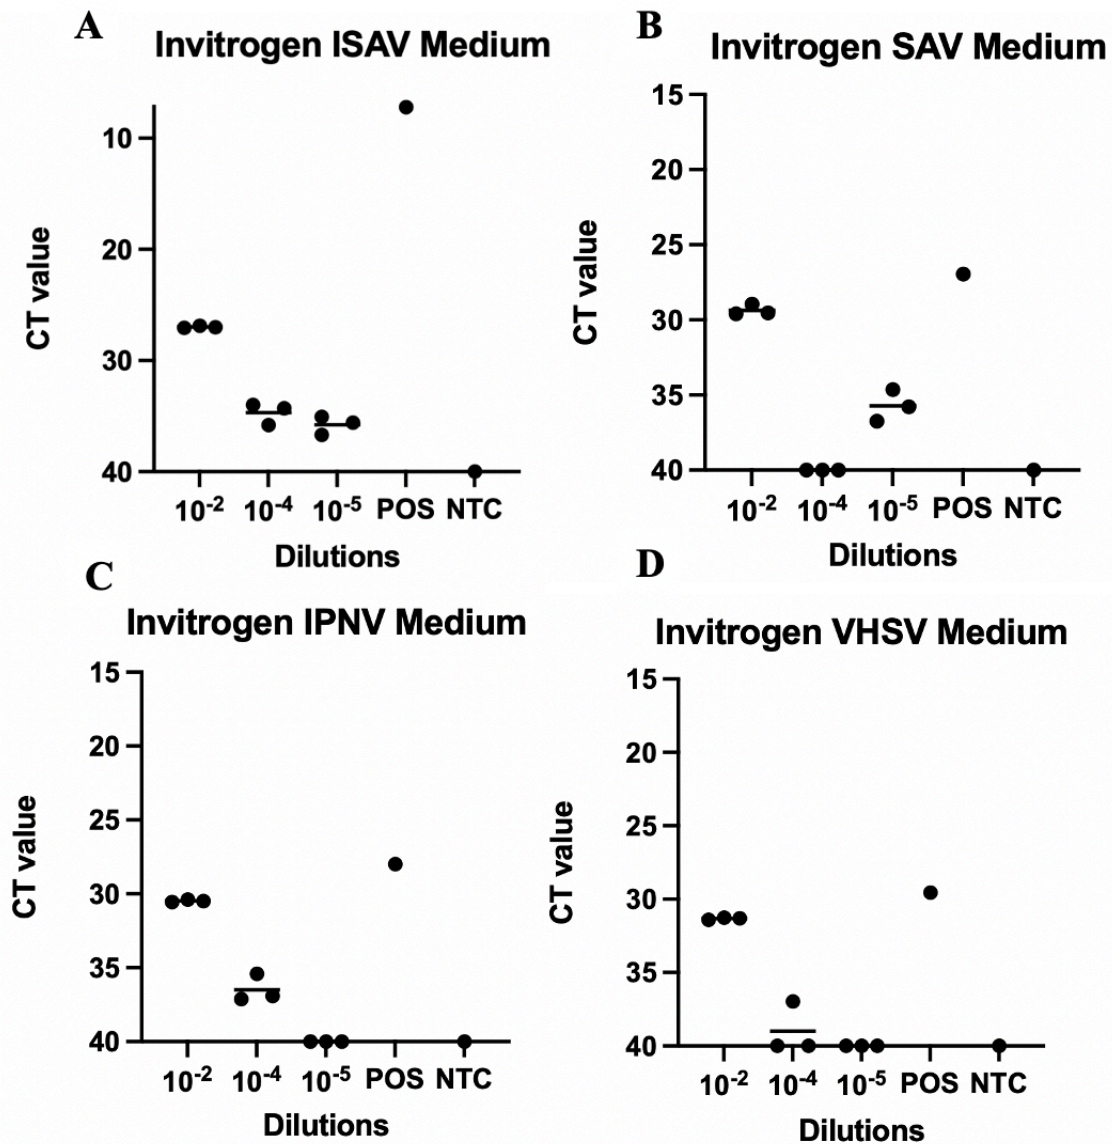 A
Invitrogen ISAV Medium
10
20
30
40
CT value
10-2 10-4 10-5 POS NTC
Dilutions
B
Invitrogen SAV Medium
15
20
25
30
35
40
CT value
10-2 10-4 10-5 POS NTC
Dilutions
C
Invitrogen IPNV Medium
15
20
25
30
35
40
CT value
10-2 10-4 10-5 POS NTC
Dilutions
D
Invitrogen VHSV Medium
15
20
25
30
35
40
CT value
10-2 10-4 10-5 POS NTC
Dilutions